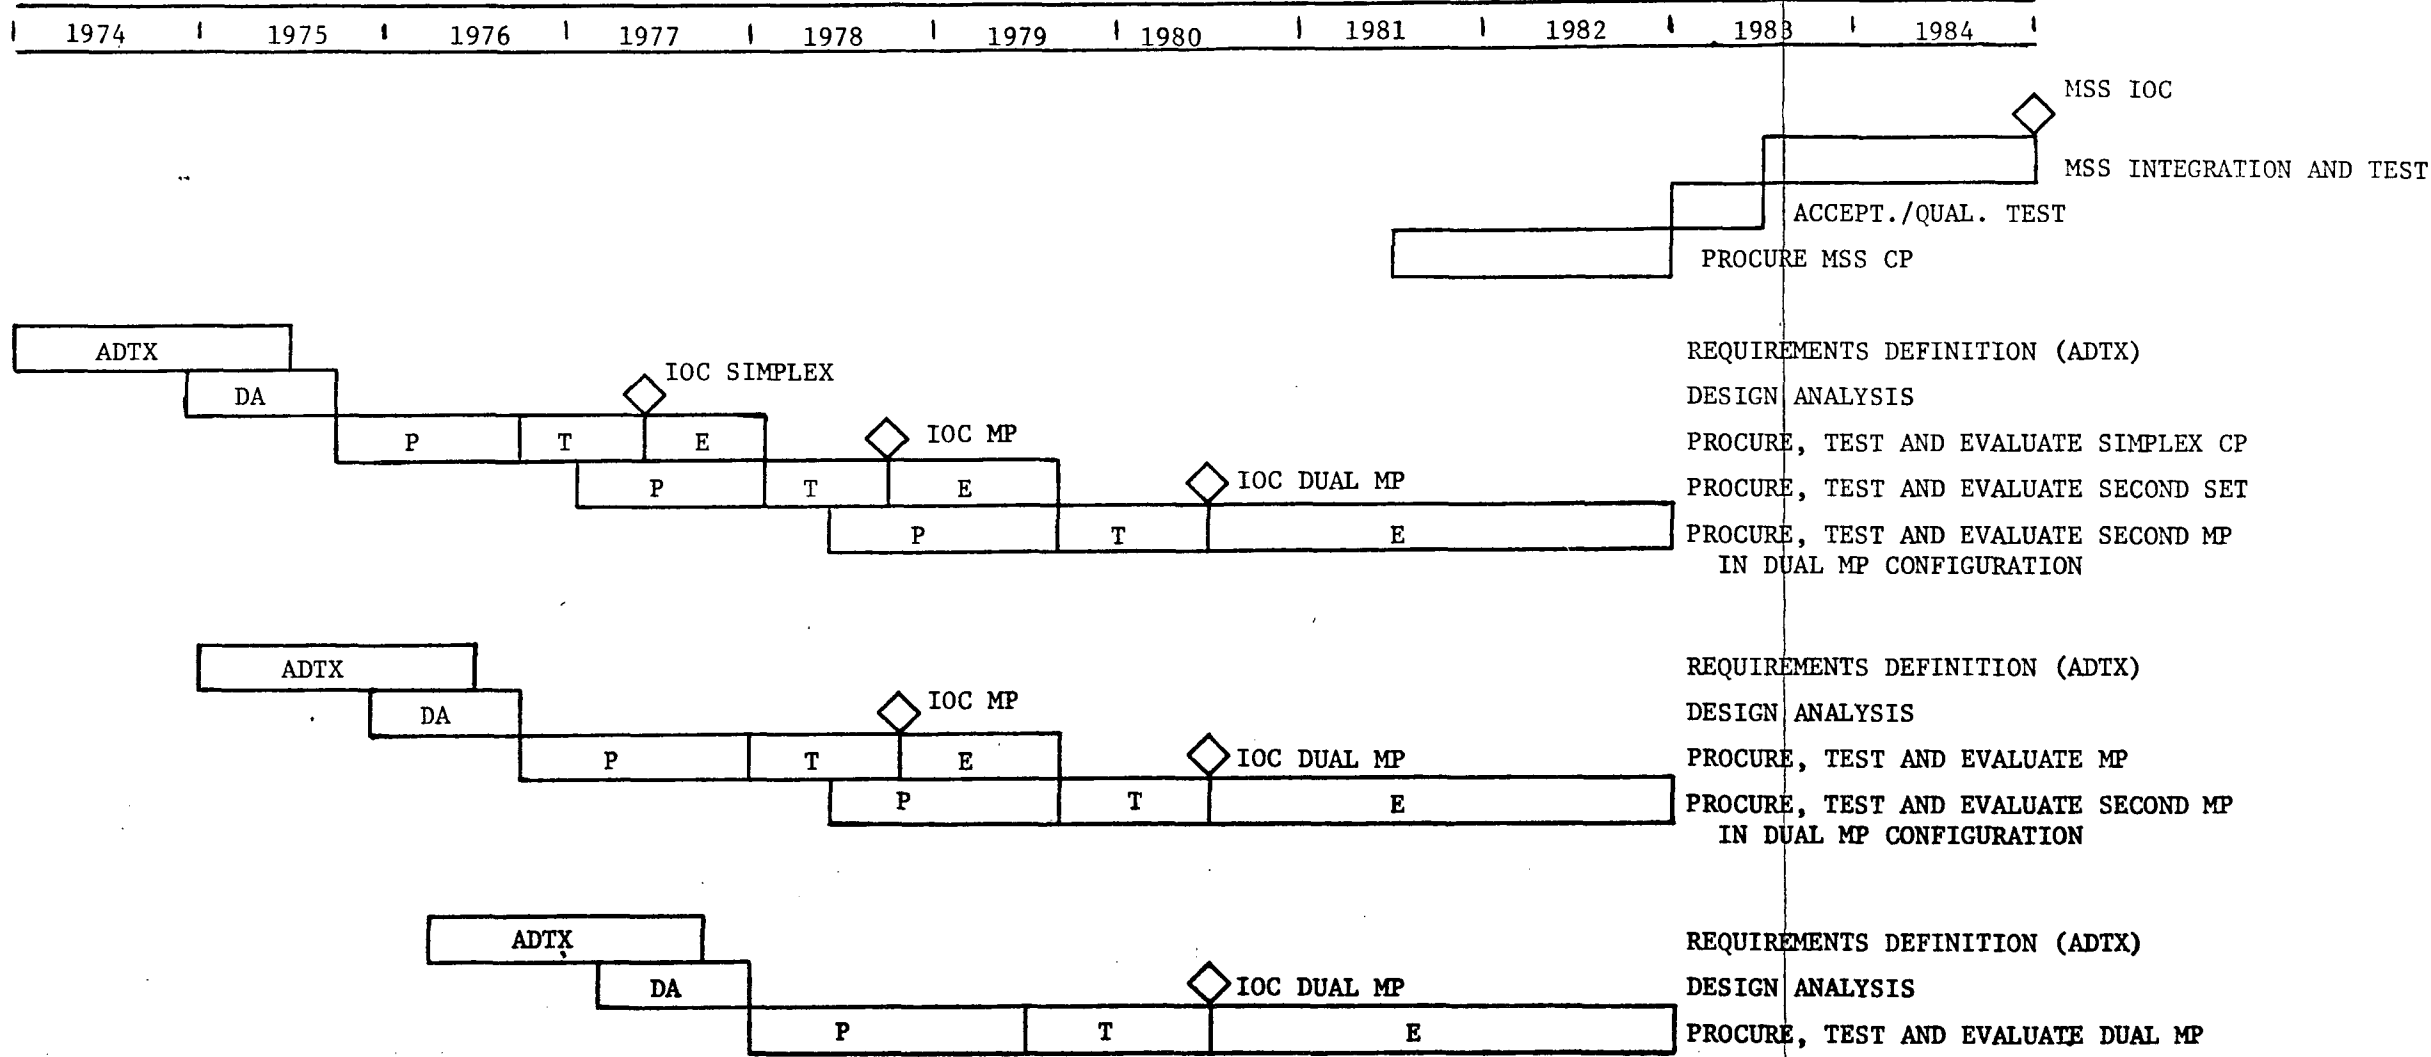 1974 1975 1976 1977 1978 1979 1980 1981 1982 1983 1984
MSS IOC
MSS INTEGRATION AND TEST
ACCEPT./QUAL. TEST
PROCURE MSS CP
ADTX REQUIREMENTS DEFINITION (ADTX)
IOC SIMPLEX
DA DESIGN ANALYSIS
IOC MP
P T E PROCURE, TEST AND EVALUATE SIMPLEX CP
IOC DUAL MP
P T E PROCURE, TEST AND EVALUATE SECOND SET
P T E PROCURE, TEST AND EVALUATE SECOND MP
IN DUAL MP CONFIGURATION
ADTX REQUIREMENTS DEFINITION (ADTX)
IOC MP
DA DESIGN ANALYSIS
P T E IOC DUAL MP PROCURE, TEST AND EVALUATE MP
P T E PROCURE, TEST AND EVALUATE SECOND MP
IN DUAL MP CONFIGURATION
ADTX REQUIREMENTS DEFINITION (ADTX)
DA IOC DUAL MP DESIGN ANALYSIS
P T E PROCURE, TEST AND EVALUATE DUAL MP